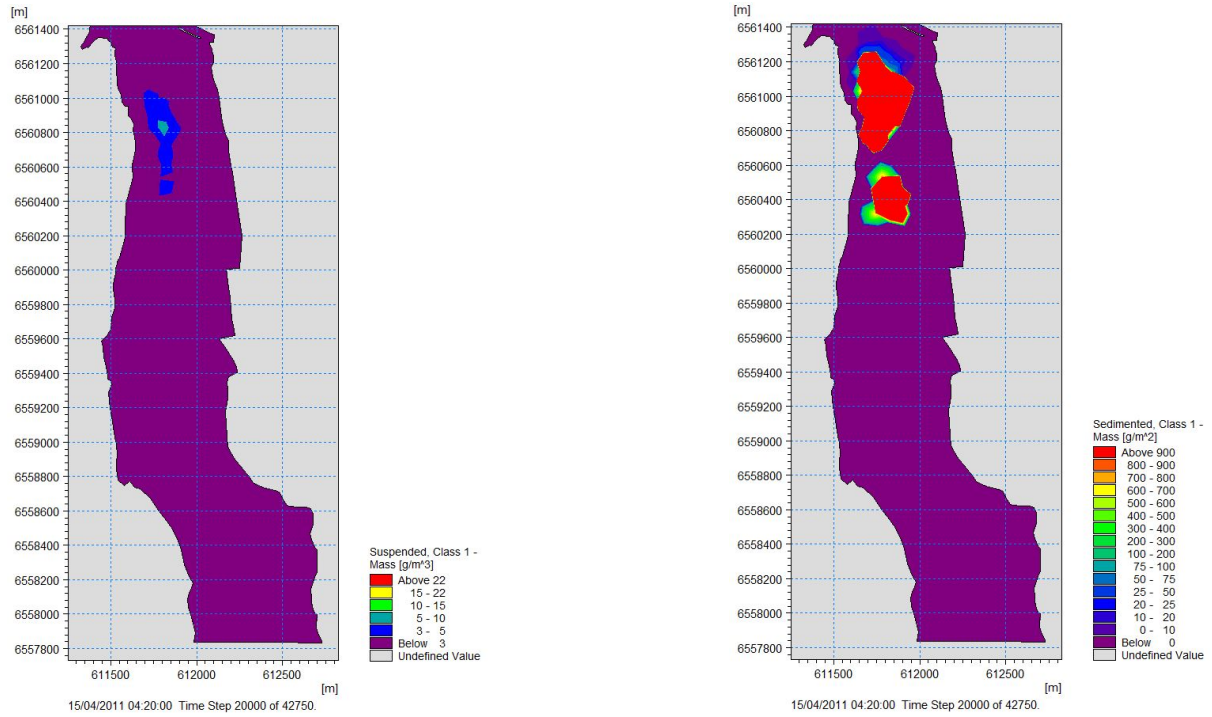 [m]
6561400
6561200
6561000
6560800
6560600
6560400
6560200
6560000
6559800
6559600
6559400
6559200
6559000
6558800
6558600
6558400
6558200
6558000
6557800
611500 612000 612500
[m]
15/04/2011 04:20:00 Time Step 20000 of 42750.
Suspended, Class 1 -
Mass [g/m^3]
Above 22
15 - 22
10 - 15
5 - 10
3 - 5
Below 3
Undefined Value
[m]
6561400
6561200
6561000
6560800
6560600
6560400
6560200
6560000
6559800
6559600
6559400
6559200
6559000
6558800
6558600
6558400
6558200
6558000
6557800
611500 612000 612500
[m]
15/04/2011 04:20:00 Time Step 20000 of 42750.
Sedimented, Class 1 -
Mass [g/m^2]
Above 900
800 - 900
700 - 800
600 - 700
500 - 600
400 - 500
300 - 400
200 - 300
100 - 200
75 - 100
50 - 75
25 - 50
20 - 25
10 - 20
0 - 10
Below 0
Undefined Value